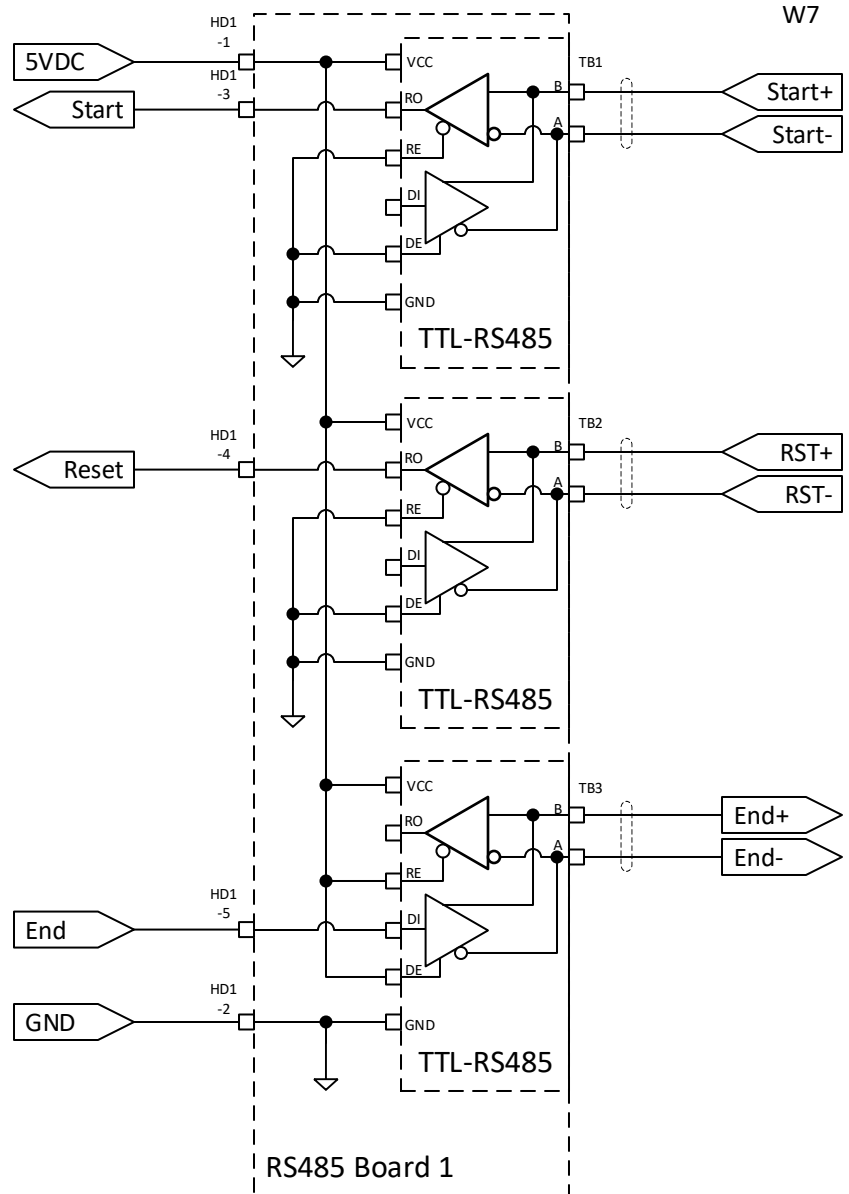 W7
HD1
-1
5VDC
VCC
TB1
HD1
-3
Start
RO
B
Start+
A
Start-
RE
DI
DE
GND
TTL-RS485
VCC
TB2
HD1
-4
Reset
RO
B
RST+
A
RST-
RE
DI
DE
GND
TTL-RS485
VCC
TB3
RO
B
End+
A
End-
RE
HD1
-5
End
DI
DE
HD1
-2
GND
GND
TTL-RS485
RS485 Board 1